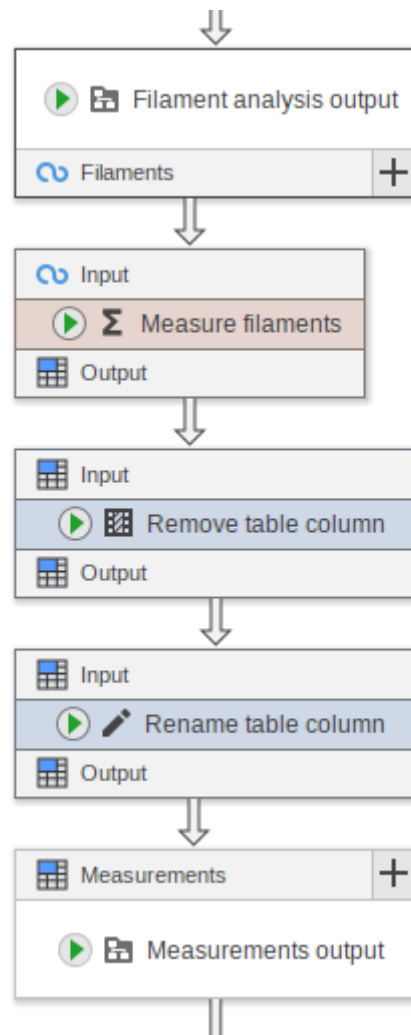 Filament analysis output
Filaments
Input
Measure filaments
Output
Input
Remove table column
Output
Input
Rename table column
Output
Measurements
Measurements output